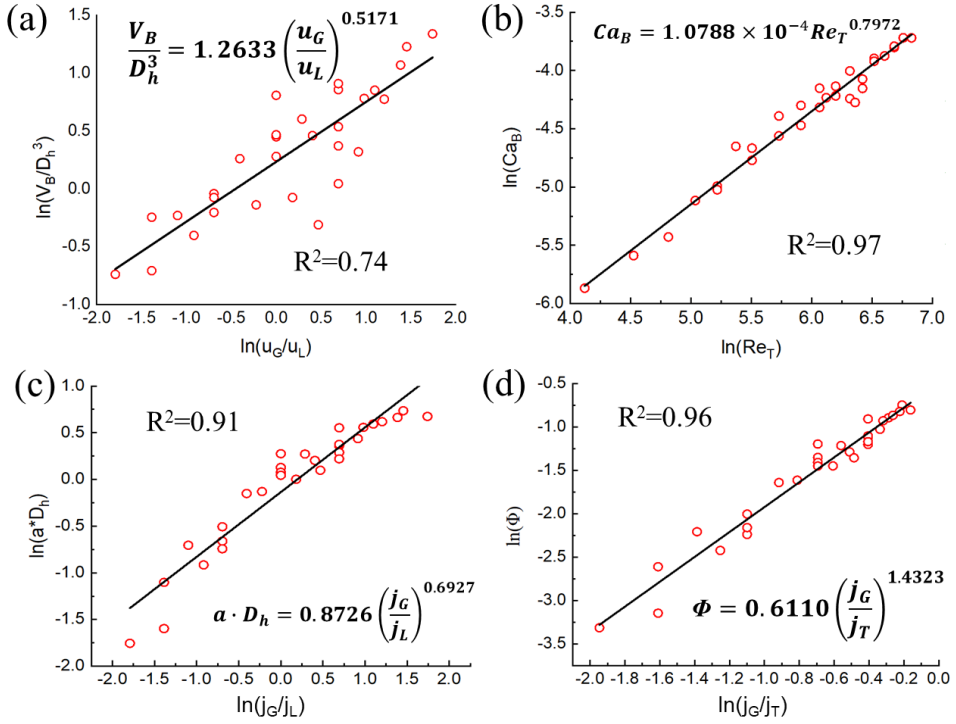 (a)
V_B/D_h^3 = 1.2633 (u_G/u_L)^0.5171
ln(V_B/D_h^3)
1.5
1.0
0.5
0.0
0.5
-1.0
R^2=0.74
-2.0 -1.5 -1.0 -0.5 0.0 0.5 1.0 1.5 2.0
ln(u_G/u_L)
(b)
Ca_B = 1.0788 × 10^-4 Re_T^0.7972
ln(Ca_B)
-3.5
-4.0
-4.5
-5.0
-5.5
-6.0
R^2=0.97
4.0 4.5 5.0 5.5 6.0 6.5 7.0
ln(Re_T)
(c)
R^2=0.91
ln(a*D_h)
1.0
0.5
0.0
-0.5
-1.0
-1.5
-2.0
a · D_h = 0.8726 (j_G/j_L)^0.6927
-2.0 -1.5 -1.0 -0.5 0.0 0.5 1.0 1.5 2.0
ln(j_G/j_L)
(d)
R^2=0.96
ln(Φ)
-0.5
-1.0
-1.5
-2.0
-2.5
-3.0
-3.5
Φ = 0.6110 (j_G/j_T)^1.4323
-2.0 -1.8 -1.6 -1.4 -1.2 -1.0 -0.8 -0.6 -0.4 -0.2 0.0
ln(j_G/j_T)